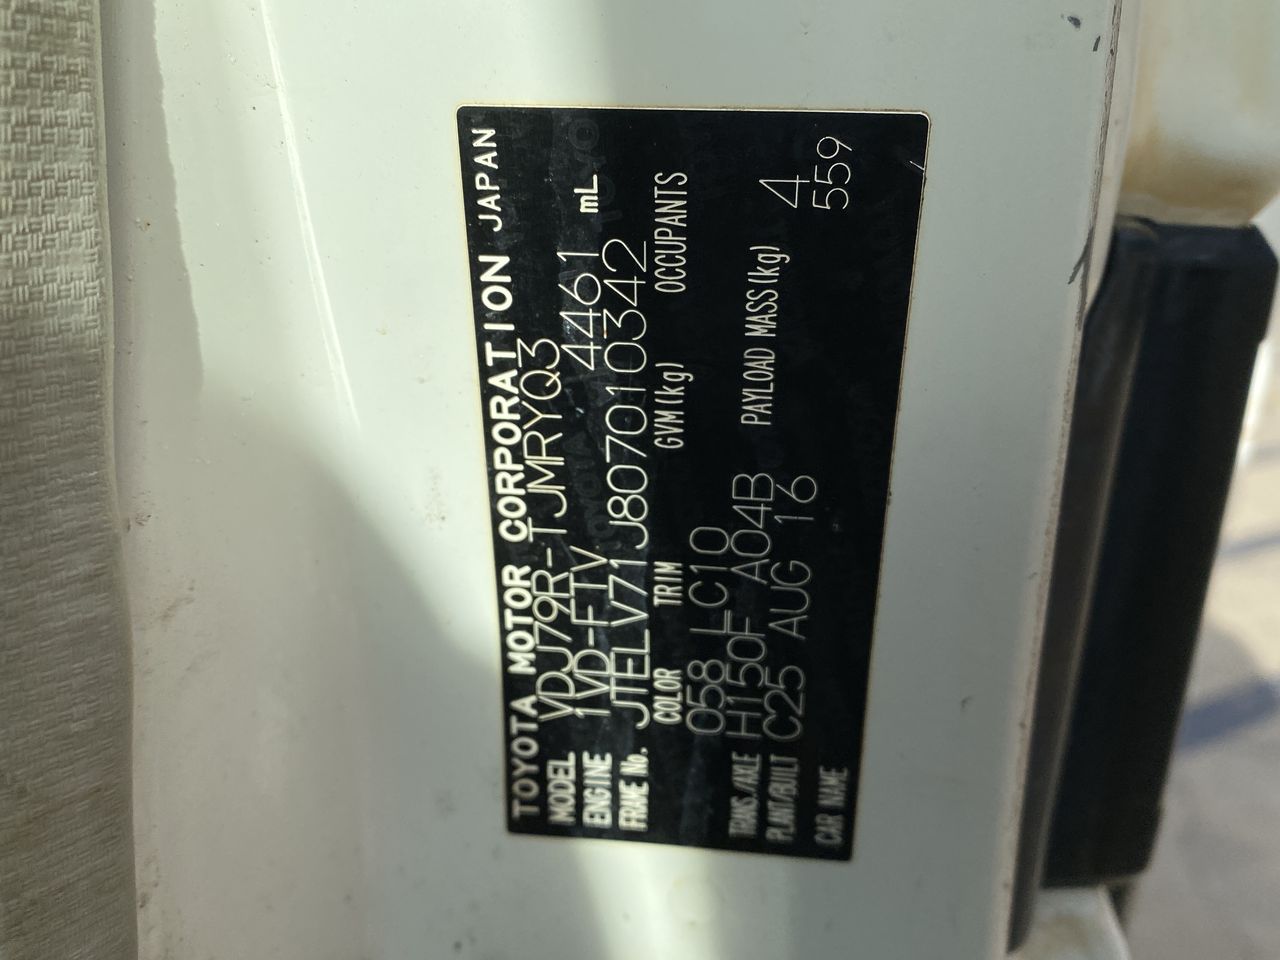 TOYOTA MOTOR CORPORATION JAPAN
MODEL VDJ79R-TJMRYQ3
ENGINE 1VD-FTV 4461 mL
FRAME No. JTELV71J807010342
COLOR TRIM GVM(kg) OCCUPANTS
058 LC10 4
TRANS./AXLE H150F A04B PAYLOAD MASS(kg) 559
PLANT/BUILT C25 AUG 16
CAR NAME